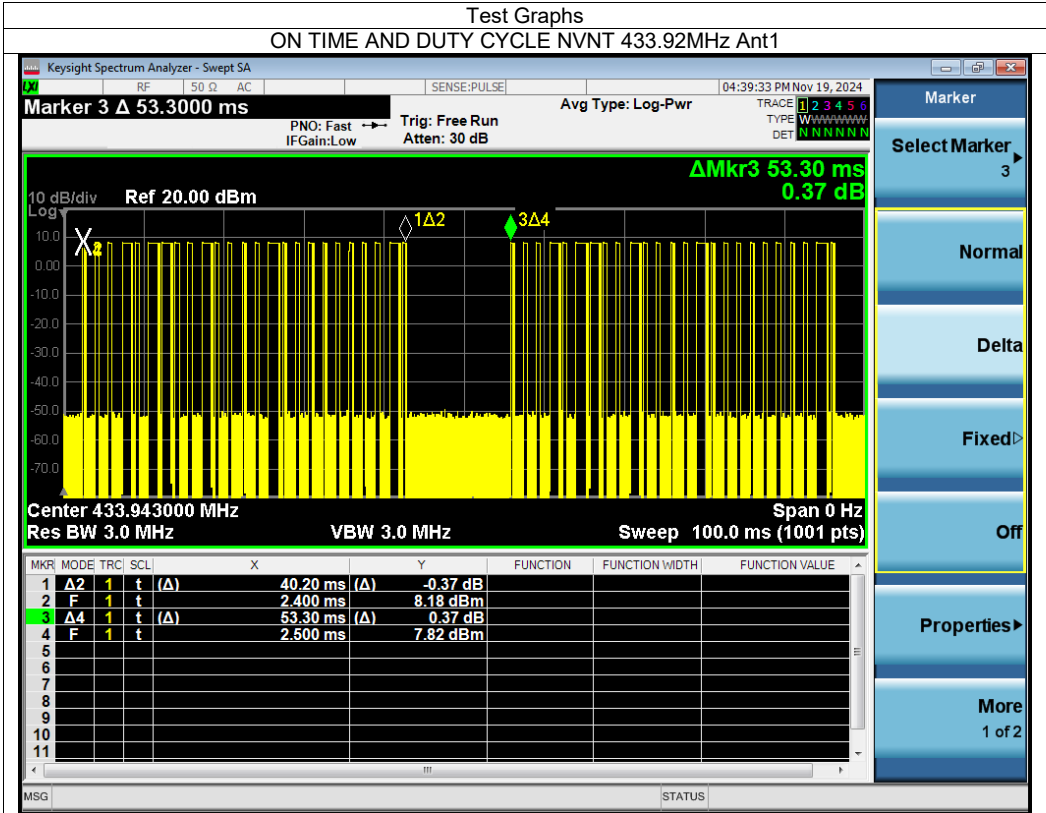 Test Graphs
ON TIME AND DUTY CYCLE NVNT 433.92MHz Ant1
Keysight Spectrum Analyzer - Swept SA
LXI RF 50 Ω AC SENSE:PULSE 04:39:33 PM Nov 19, 2024
Marker 3 Δ 53.3000 ms
PNO: Fast
IFGain:Low
Trig: Free Run
Atten: 30 dB
Avg Type: Log-Pwr
TRACE 1 2 3 4 5 6
TYPE WWWWWWW
DET N N N N N N
ΔMkr3 53.30 ms
0.37 dB
10 dB/div Ref 20.00 dBm
Log
10.0
0.00
-10.0
-20.0
-30.0
-40.0
-50.0
-60.0
-70.0
2
1Δ2
3Δ4
Center 433.943000 MHz Span 0 Hz
Res BW 3.0 MHz VBW 3.0 MHz Sweep 100.0 ms (1001 pts)
MKR MODE TRC SCL X Y FUNCTION FUNCTION WIDTH FUNCTION VALUE
1 Δ2 1 t (Δ) 40.20 ms (Δ) -0.37 dB
2 F 1 t 2.400 ms 8.18 dBm
3 Δ4 1 t (Δ) 53.30 ms (Δ) 0.37 dB
4 F 1 t 2.500 ms 7.82 dBm
5
6
7
8
9
10
11
MSG STATUS
Marker
Select Marker
3
Normal
Delta
Fixed
Off
Properties
More
1 of 2